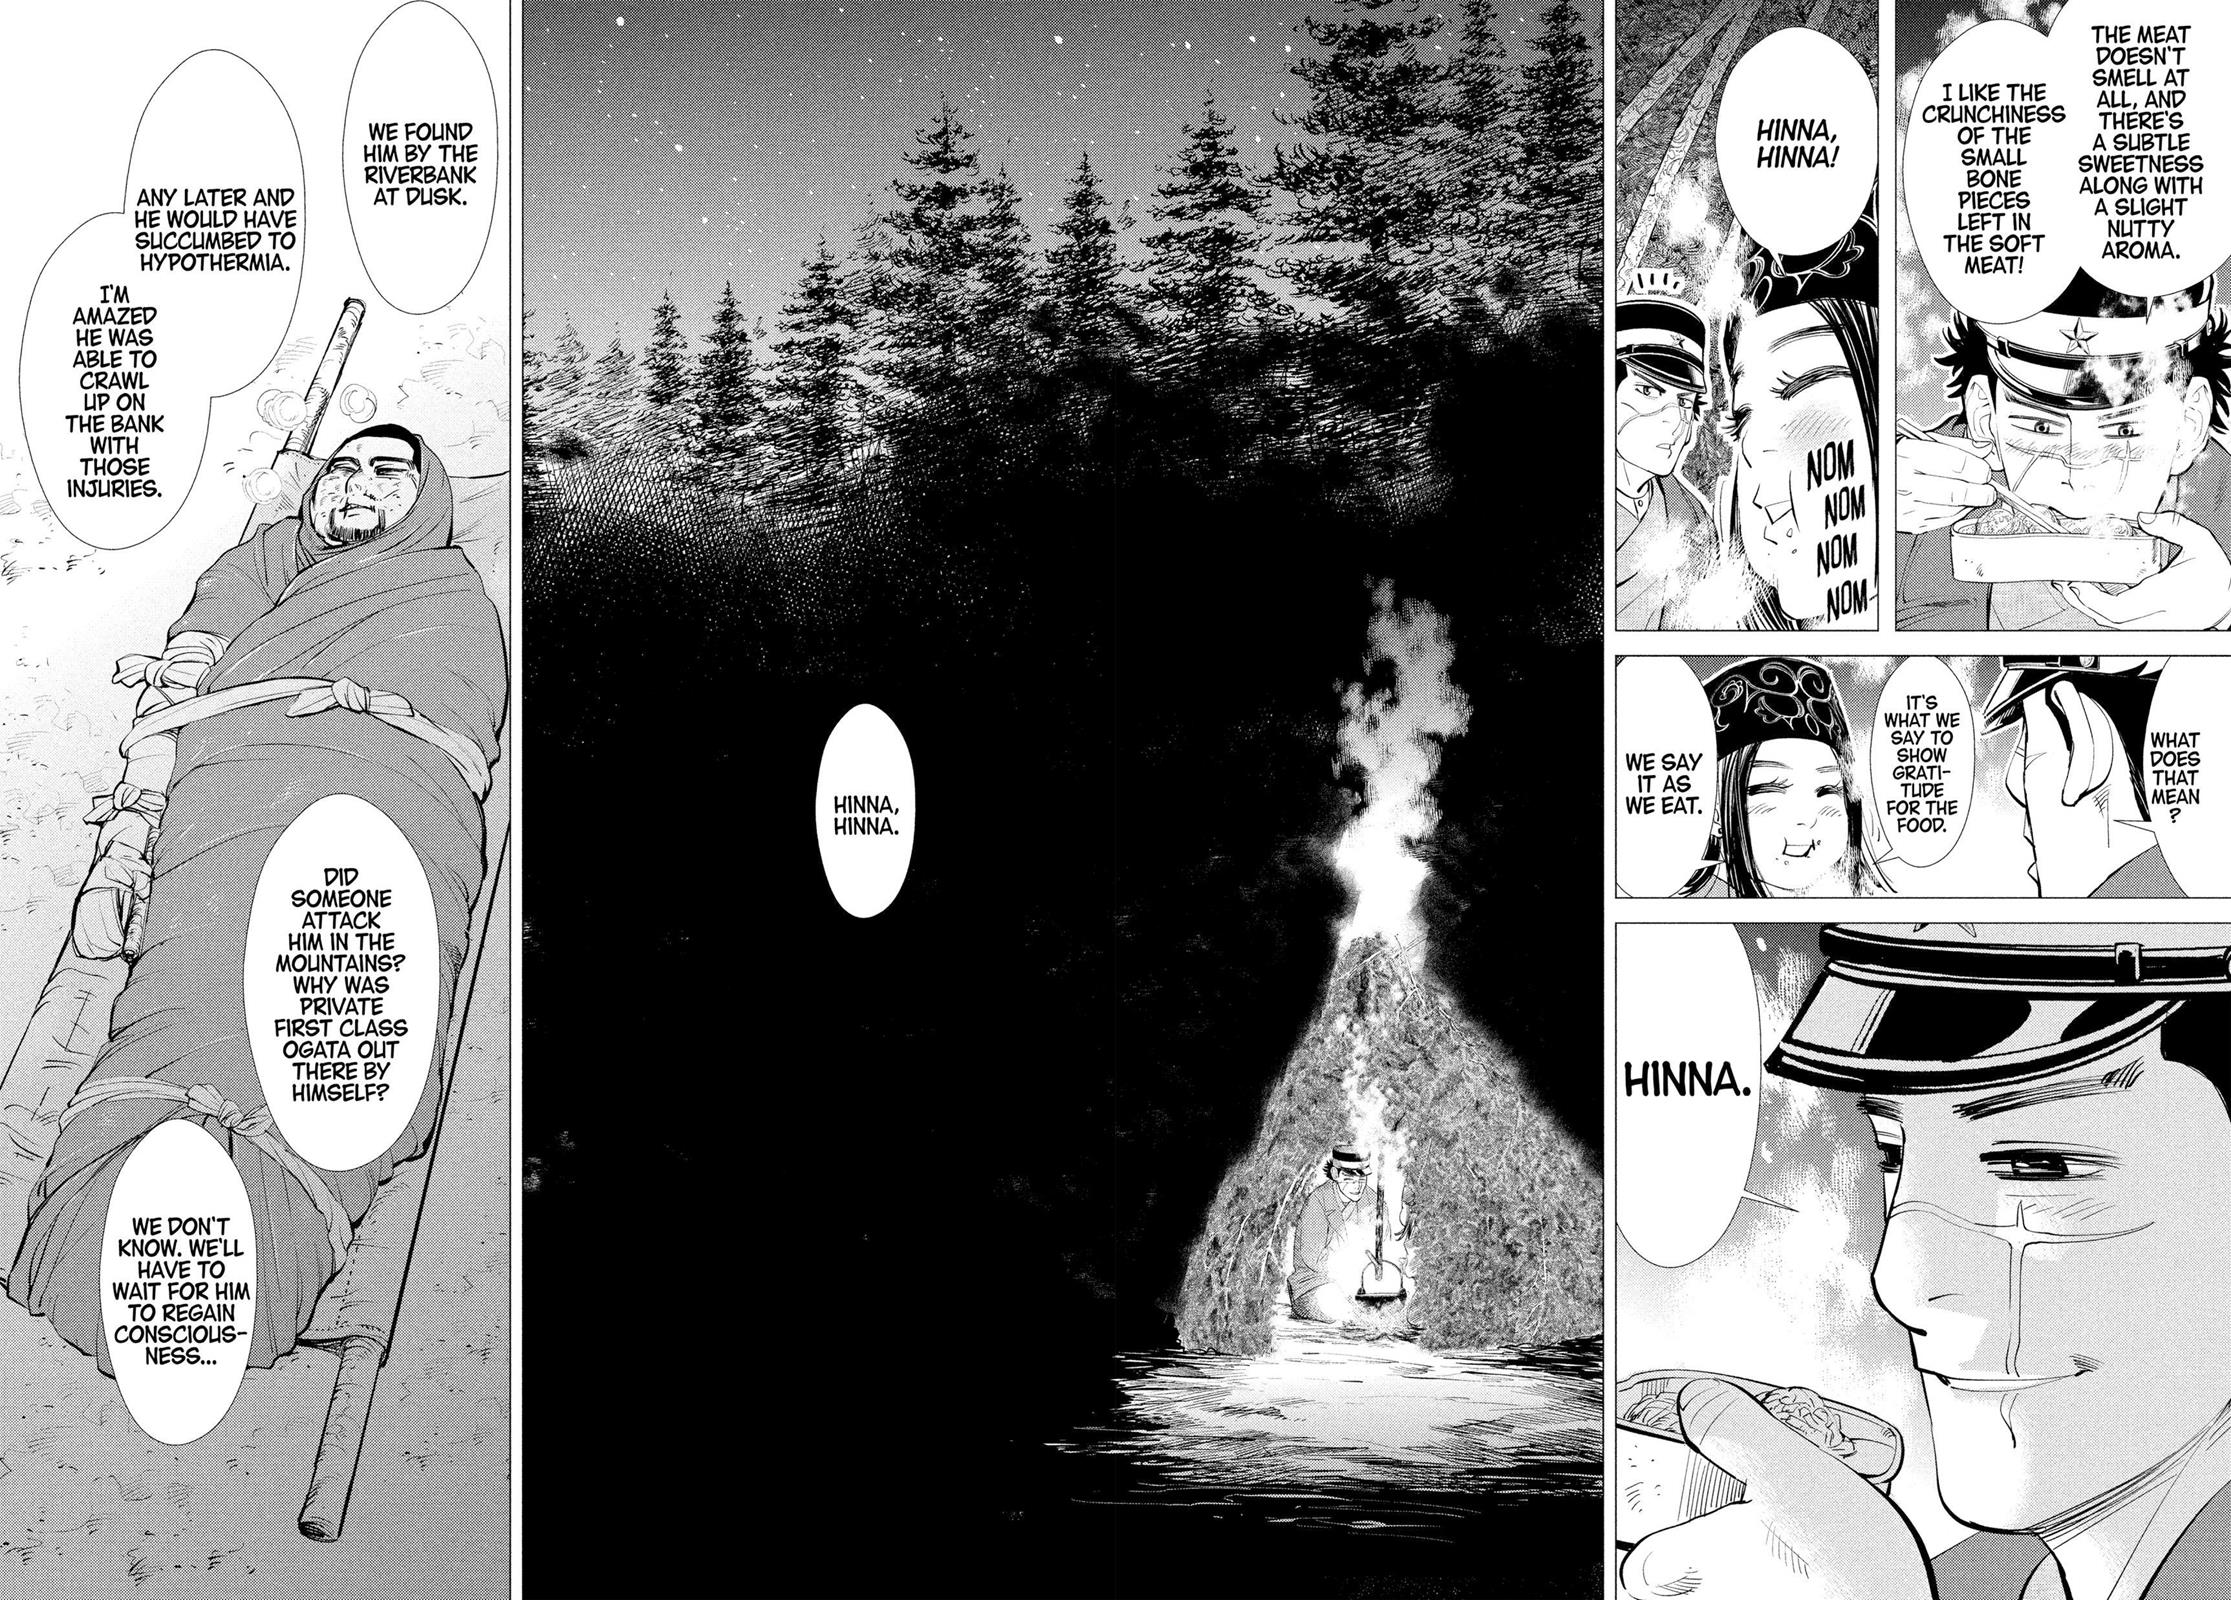 THE MEAT
DOESN'T
SMELL AT
ALL, AND
THERE'S
A SUBTLE
SWEETNESS
ALONG WITH
A SLIGHT
NUTTY
AROMA.
I LIKE THE
CRUNCHINESS
OF THE
SMALL
BONE
PIECES
LEFT IN
THE SOFT
MEAT!
HINNA,
HINNA!
NOM
NOM
NOM
NOM
WHAT
DOES
THAT
MEAN
?
IT'S
WHAT WE
SAY TO
SHOW
GRATI-
TUDE
FOR THE
FOOD.
WE SAY
IT AS
WE EAT.
HINNA.
HINNA,
HINNA.
WE FOUND
HIM BY THE
RIVERBANK
AT DUSK.
ANY LATER AND
HE WOULD HAVE
SUCCUMBED TO
HYPOTHERMIA.
I'M
AMAZED
HE WAS
ABLE TO
CRAWL
UP ON
THE BANK
WITH
THOSE
INJURIES.
DID
SOMEONE
ATTACK
HIM IN THE
MOUNTAINS?
WHY WAS
PRIVATE
FIRST CLASS
OGATA OUT
THERE BY
HIMSELF?
WE DON'T
KNOW. WE'LL
HAVE TO
WAIT FOR HIM
TO REGAIN
CONSCIOUS-
NESS...